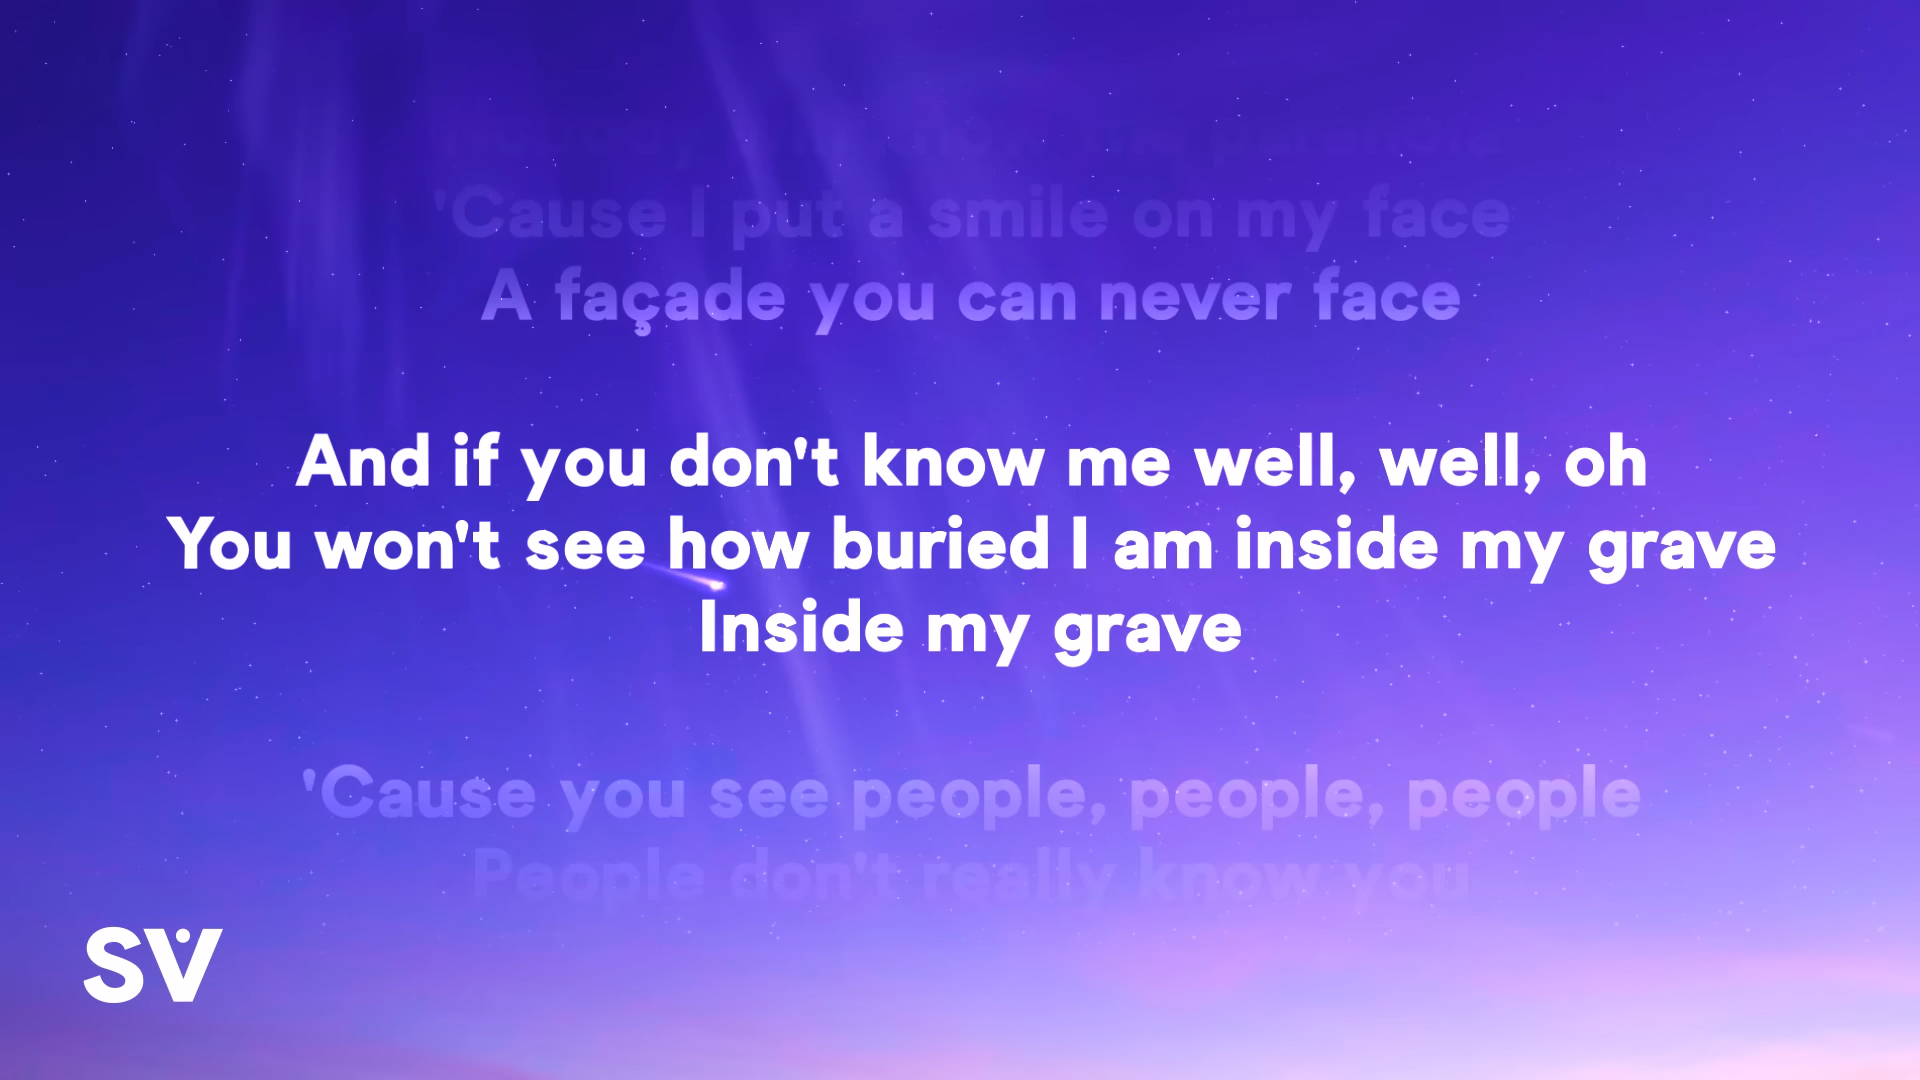 'Cause I put a smile on my face
A façade you can never face
And if you don't know me well, well, oh
You won't see how buried I am inside my grave
Inside my grave
'Cause you see people, people, people
People don't really know you
SV